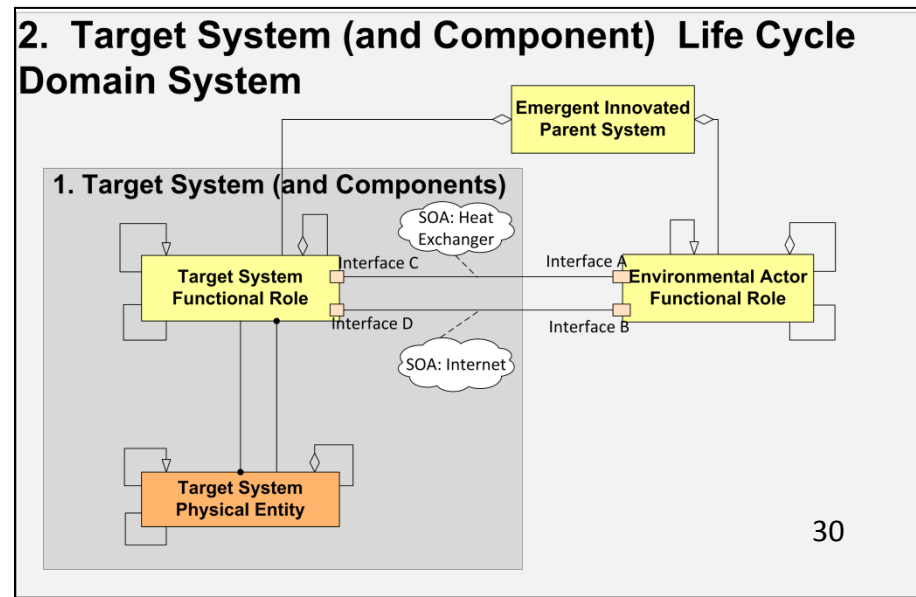 2. Target System (and Component) Life Cycle
Domain System
Emergent Innovated
Parent System
1. Target System (and Components)
SOA: Heat
Exchanger
Interface C
Interface A
Target System
Functional Role
Environmental Actor
Functional Role
Interface D
Interface B
SOA: Internet
Target System
Physical Entity
30